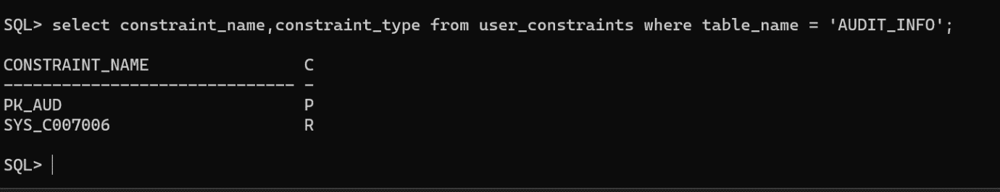 SQL> select constraint_name,constraint_type from user_constraints where table_name = 'AUDIT_INFO';
CONSTRAINT_NAME                C
------------------------------ -
PK_AUD                         P
SYS_C007006                    R
SQL>